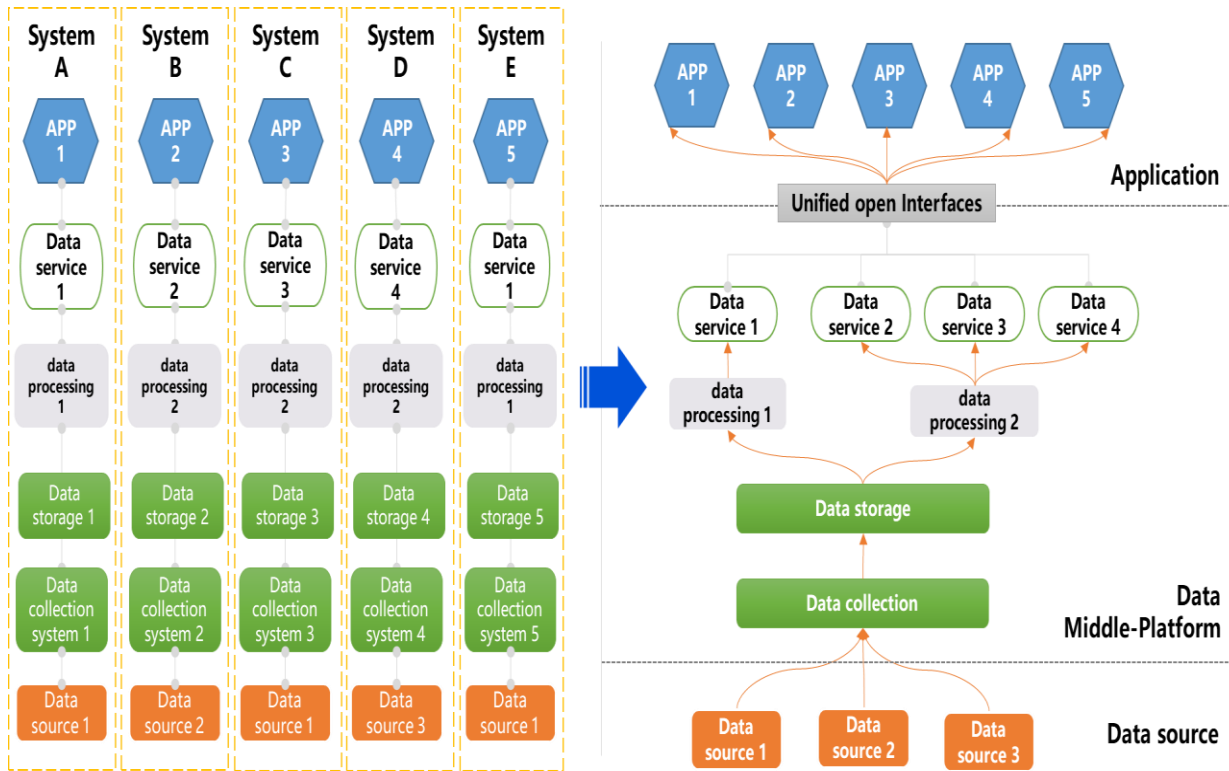 System
A
System
B
System
C
System
D
System
E
APP
1
APP
2
APP
3
APP
4
APP
5
Data
service
1
Data
service
2
Data
service
3
Data
service
4
Data
service
1
data
processing
1
data
processing
2
data
processing
2
data
processing
2
data
processing
1
Data
storage 1
Data
storage 2
Data
storage 3
Data
storage 4
Data
storage 5
Data
collection
system 1
Data
collection
system 2
Data
collection
system 3
Data
collection
system 4
Data
collection
system 5
Data
source 1
Data
source 2
Data
source 1
Data
source 3
Data
source 1
APP
1
APP
2
APP
3
APP
4
APP
5
Application
Unified open Interfaces
Data
service 1
Data
service 2
Data
service 3
Data
service 4
data
processing 1
data
processing 2
Data storage
Data collection
Data
Middle-Platform
Data
source 1
Data
source 2
Data
source 3
Data source